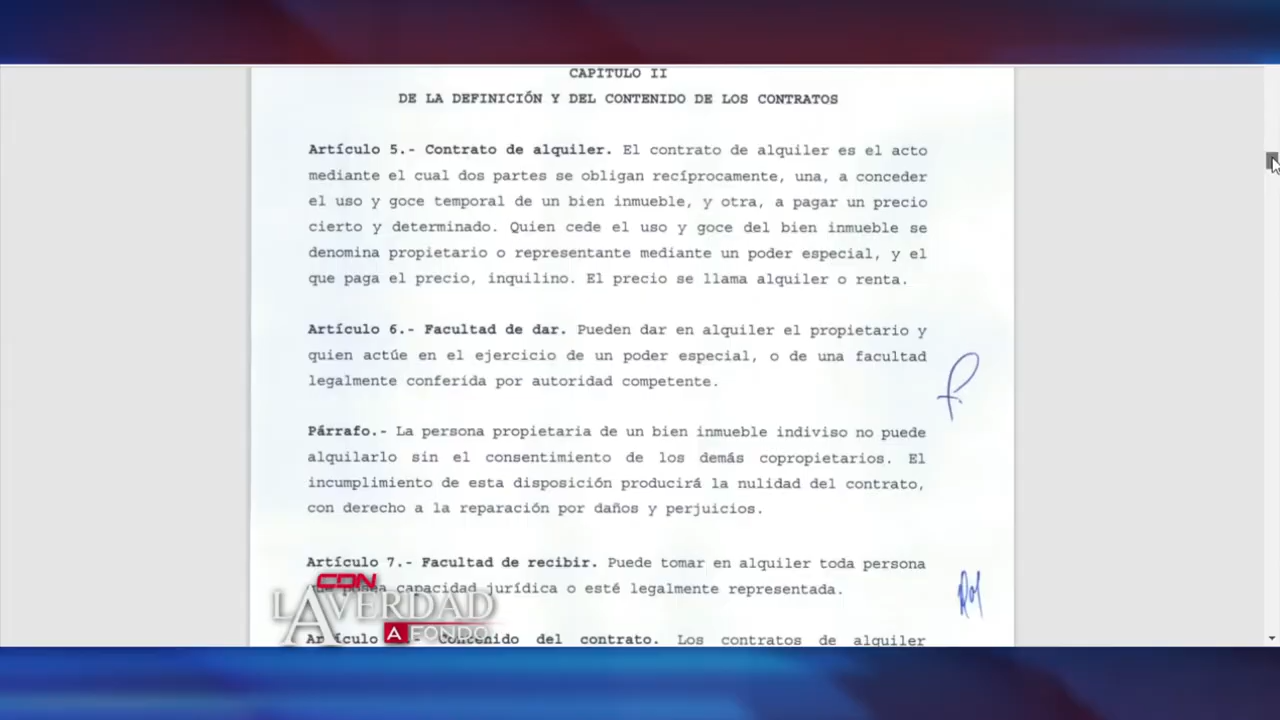 CAPITULO II
DE LA DEFINICIÓN Y DEL CONTENIDO DE LOS CONTRATOS
Artículo 5.- Contrato de alquiler. El contrato de alquiler es el acto
mediante el cual dos partes se obligan recíprocamente, una, a conceder
el uso y goce temporal de un bien inmueble, y otra, a pagar un precio
cierto y determinado. Quien cede el uso y goce del bien inmueble se
denomina propietario o representante mediante un poder especial, y el
que paga el precio, inquilino. El precio se llama alquiler o renta.
Artículo 6.- Facultad de dar. Pueden dar en alquiler el propietario y
quien actúe en el ejercicio de un poder especial, o de una facultad
legalmente conferida por autoridad competente.
Párrafo.- La persona propietaria de un bien inmueble indiviso no puede
alquilarlo sin el consentimiento de los demás copropietarios. El
incumplimiento de esta disposición producirá la nulidad del contrato,
con derecho a la reparación por daños y perjuicios.
Artículo 7.- Facultad de recibir. Puede tomar en alquiler toda persona
capacidad jurídica o esté legalmente representada.
Artículo Contenido del contrato. Los contratos de alquiler
CDN
LA VERDAD
A FONDO